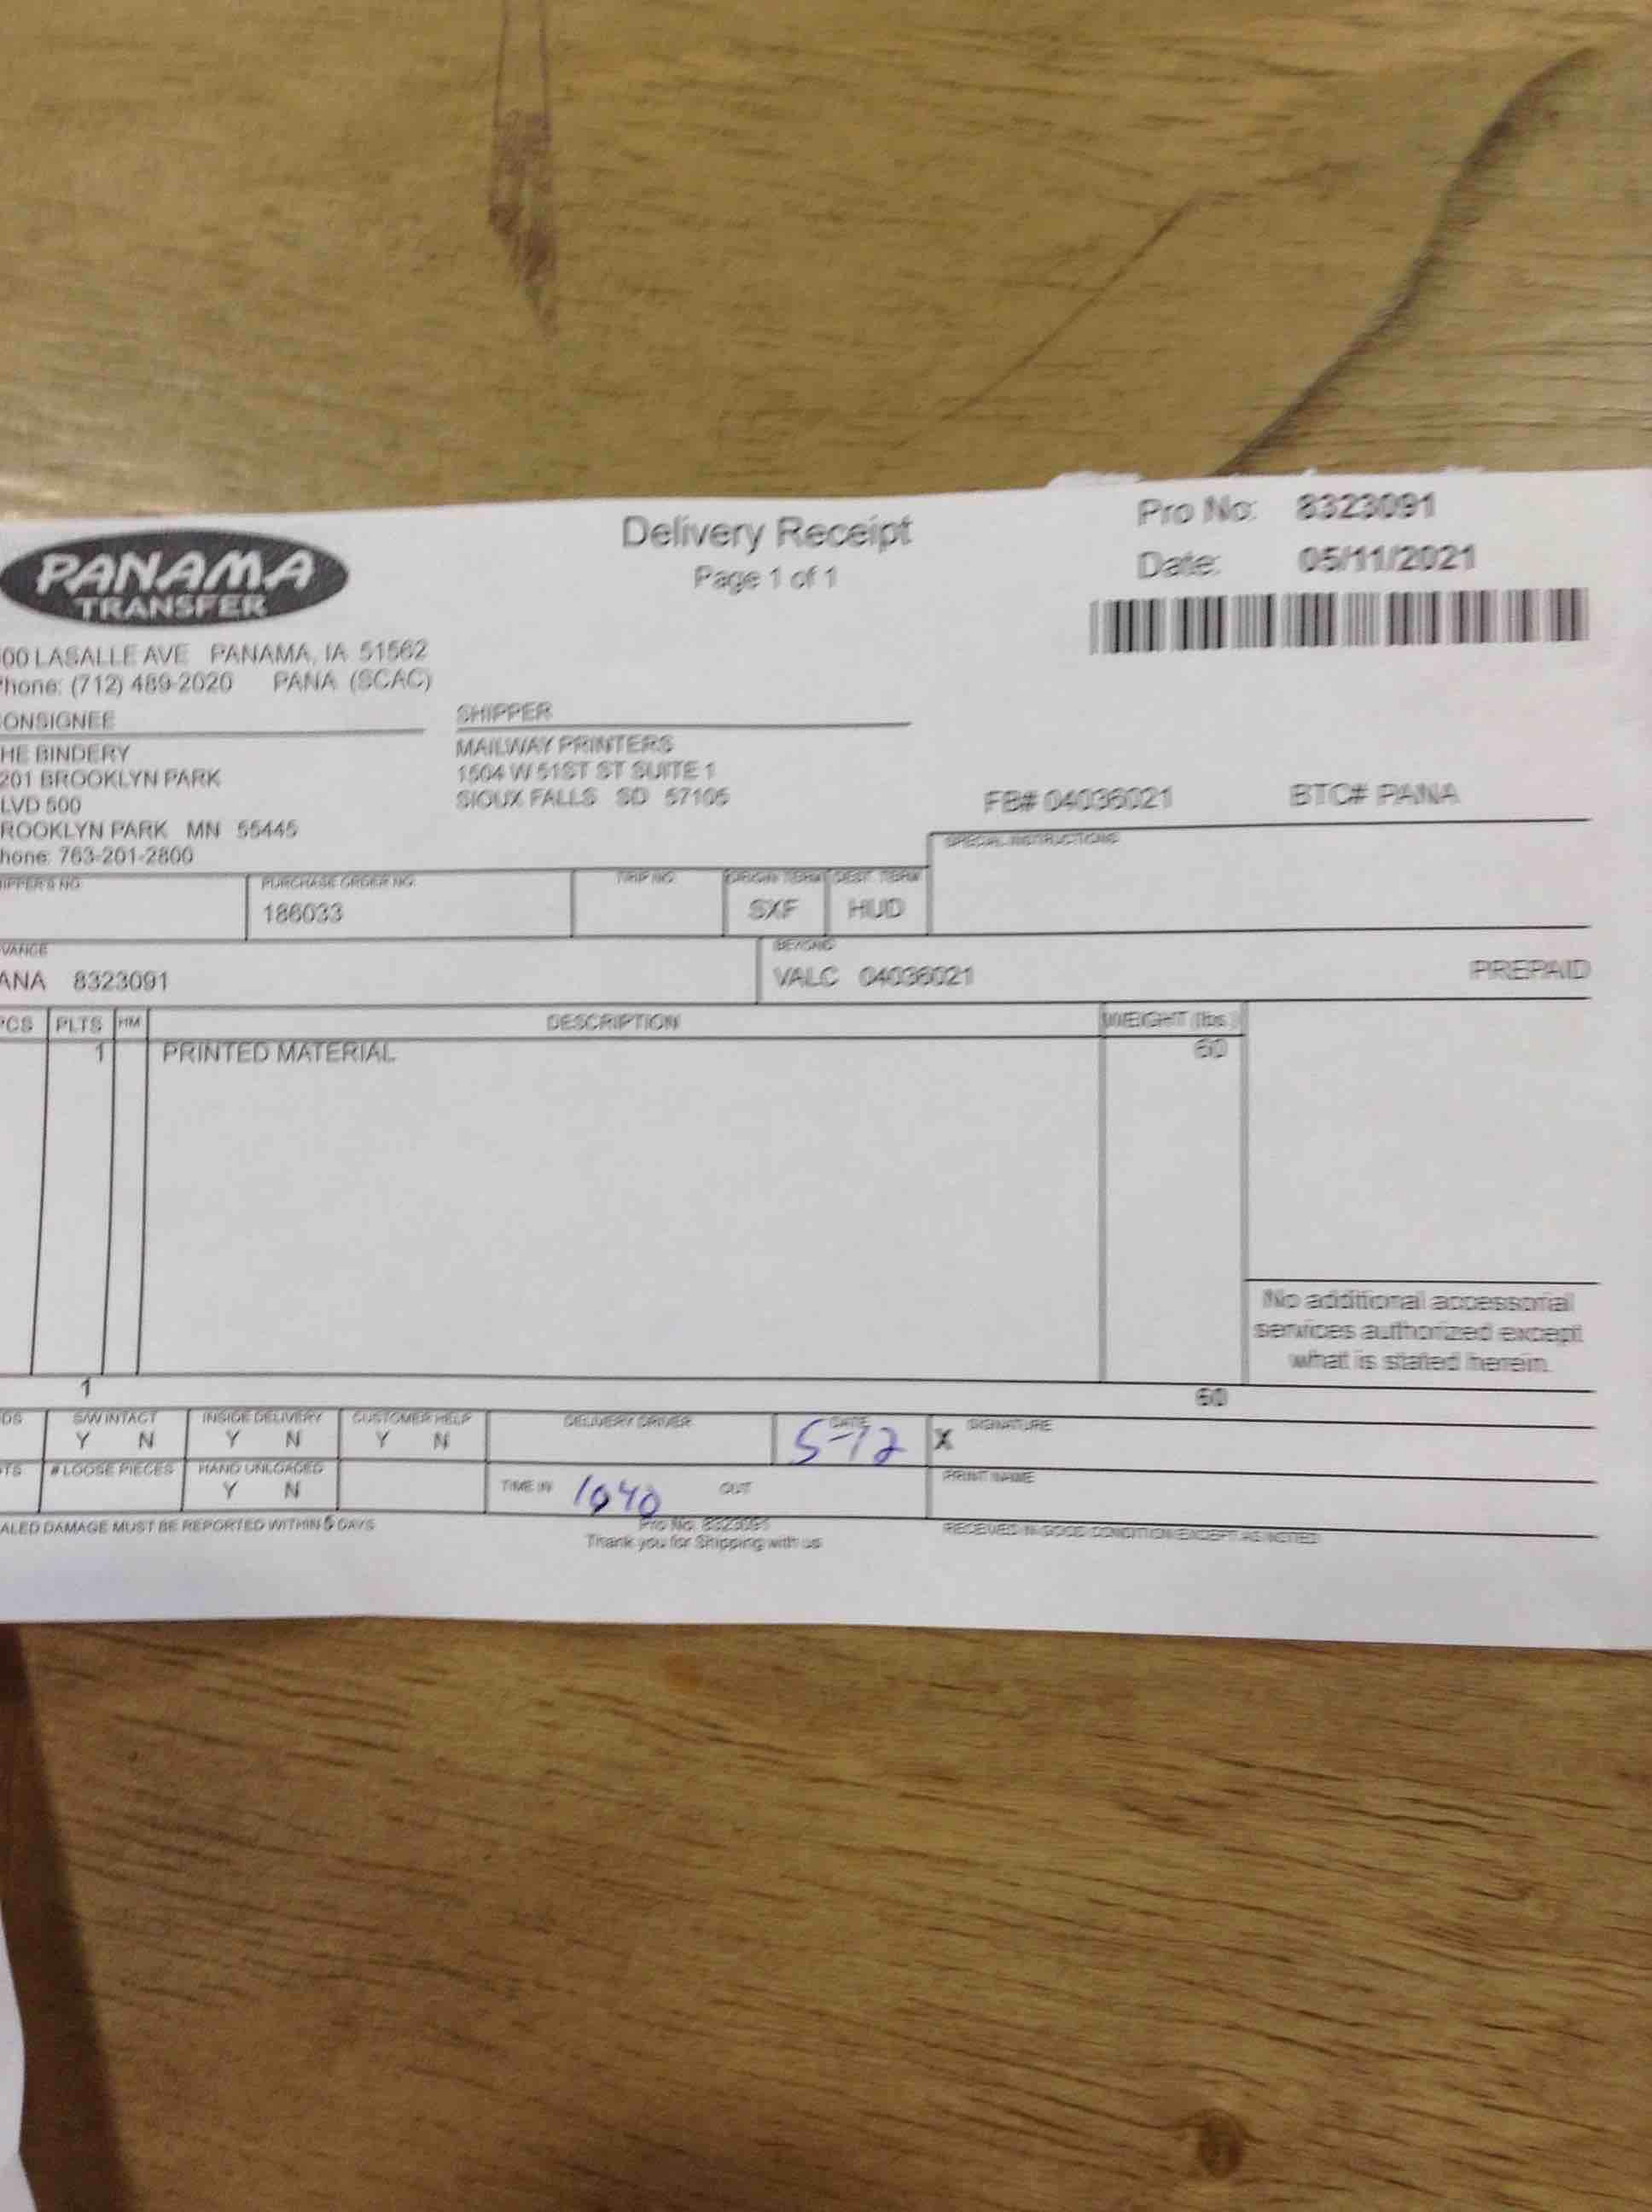 PANAMA
TRANSFER
Delivery Receipt
Page 1 of 1
Pro No: 8323091
Date: 05/11/2021
00 LASALLE AVE PANAMA, IA 51562
Phone: (712) 489-2020 PANA (SCAC)
ONSIGNEE
HE BINDERY
201 BROOKLYN PARK
LVD 500
ROOKLYN PARK MN 55445
hone: 763-201-2800
SHIPPER
MAILWAY PRINTERS
1504 W 51ST ST SUITE 1
SIOUX FALLS SD 57105
FB# 04036021 BTC# PANA
SPECIAL INSTRUCTIONS
IPPER'S NO. PURCHASE ORDER NO. TRIP NO. ORIGIN TERM DEST. TERM
186033 SXF HUD
VANCE BEYOND
ANA 8323091 VALC 04036021 PREPAID
PCS PLTS HM DESCRIPTION WEIGHT (lbs.)
1 PRINTED MATERIAL 60
No additional accessorial
services authorized except
what is stated herein.
1 60
DS S/W INTACT INSIDE DELIVERY CUSTOMER HELP DELIVERY DRIVER DATE SIGNATURE
Y N Y N Y N 5-12 X
TS # LOOSE PIECES HAND UNLOADED TIME IN 1040 OUT PRINT NAME
Y N
ALED DAMAGE MUST BE REPORTED WITHIN 5 DAYS
Pro No. 8323091
Thank you for Shipping with us
RECEIVED IN GOOD CONDITION EXCEPT AS NOTED